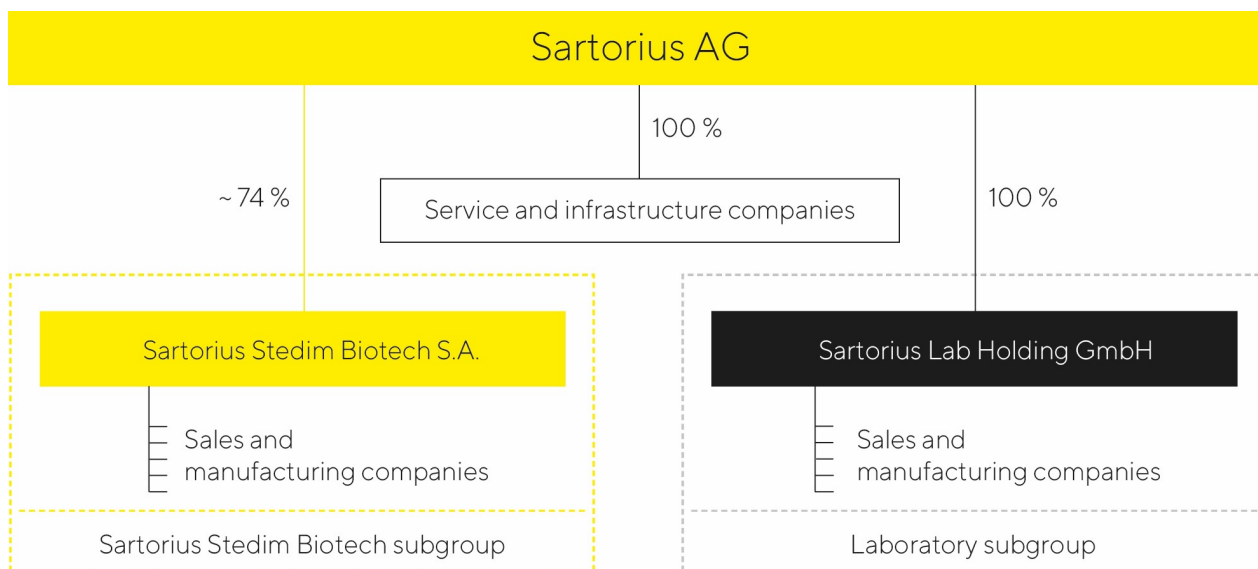 Sartorius AG
100 %
~ 74 %
Service and infrastructure companies
100 %
Sartorius Stedim Biotech S.A.
Sales and
manufacturing companies
Sartorius Stedim Biotech subgroup
Sartorius Lab Holding GmbH
Sales and
manufacturing companies
Laboratory subgroup